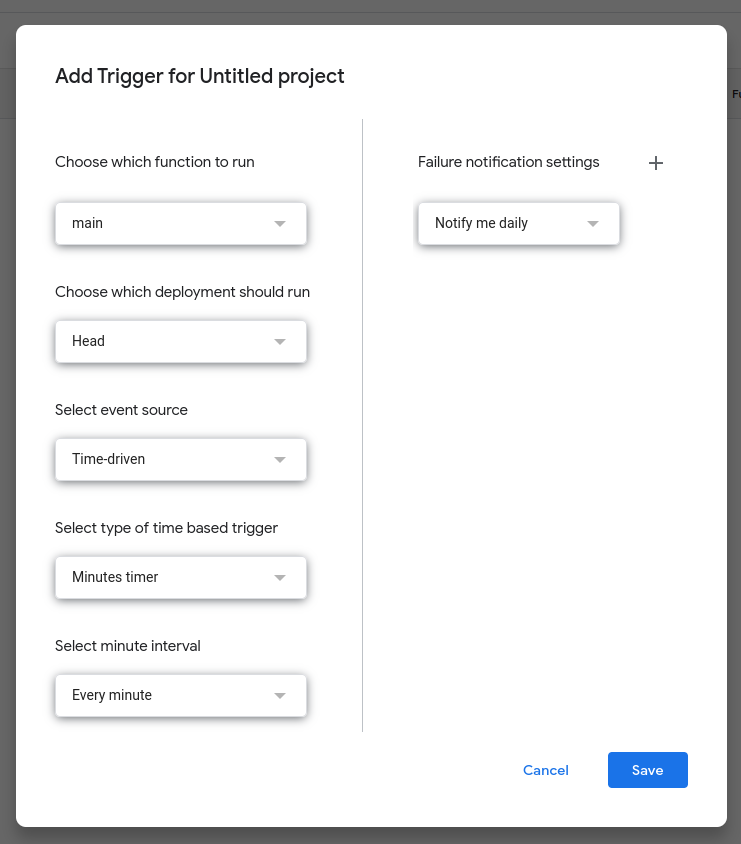 Add Trigger for Untitled project
Choose which function to run
main
Choose which deployment should run
Head
Select event source
Time-driven
Select type of time based trigger
Minutes timer
Select minute interval
Every minute
Failure notification settings
Notify me daily
Cancel
Save